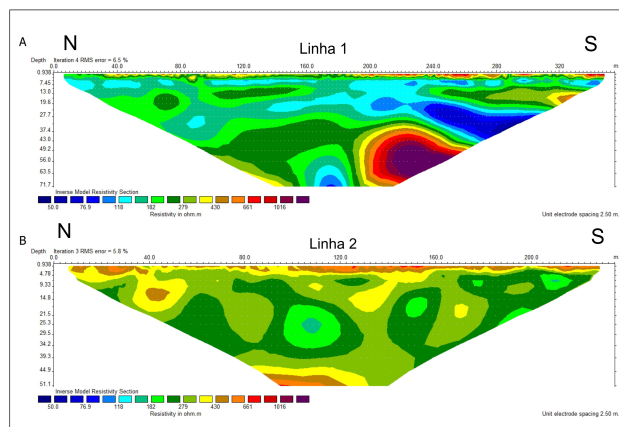 A
N
Linha 1
S
Depth Iteration 4 RMS error = 6.5 %
0.0 40.0 80.0 120.0 160.0 200.0 240.0 280.0 320 m.
0.938
7.45
13.0
19.6
27.7
37.4
43.0
49.2
56.0
63.5
71.7
Inverse Model Resistivity Section
50.0 76.9 118 182 279 430 661 1016
Resistivity in ohm.m
Unit electrode spacing 2.50 m.
B
N
Linha 2
S
Depth Iteration 3 RMS error = 5.8 %
0.0 40.0 80.0 120.0 160.0 200.0 m.
0.938
4.78
9.33
14.8
21.5
25.3
29.5
34.2
39.3
44.9
51.1
Inverse Model Resistivity Section
50.0 76.9 118 182 279 430 661 1016
Resistivity in ohm.m
Unit electrode spacing 2.50 m.